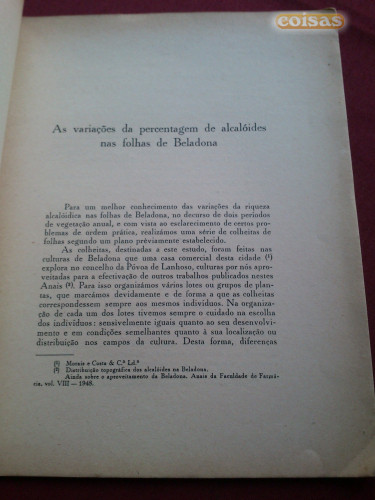 coisas
As variações da percentagem de alcalóides
nas folhas de Beladona
Para um melhor conhecimento das variações da riqueza
alcalóidica nas folhas de Beladona, no decurso de dois períodos
de vegetação anual, e com vista ao esclarecimento de certos pro-
blemas de ordem prática, realizámos uma série de colheitas de
folhas segundo um plano prèviamente estabelecido.
As colheitas, destinadas a este estudo, foram feitas nas
culturas de Beladona que uma casa comercial desta cidade (¹)
explora no concelho da Póvoa de Lanhoso, culturas por nós apro-
veitadas para a efectivação de outros trabalhos publicados nestes
Anais (²). Para isso organizámos vários lotes ou grupos de plan-
tas, que marcámos devidamente e de forma a que as colheitas
correspondessem sempre aos mesmos indivíduos. Na organiza-
ção de cada um dos lotes tivemos sempre o cuidado na escolha
dos indivíduos: sensìvelmente iguais quanto ao seu desenvolvi-
mento e em condições semelhantes quanto à sua localização ou
distribuição nos campos da cultura. Desta forma, diferenças
(¹) Morais e Costa & C.ª Ld.ª
(²) Distribuição topográfica dos alcalóides na Beladona.
Ainda sobre o aproveitamento da Beladona. Anais da Faculdade de Farmá-
cia, vol. VIII — 1948.